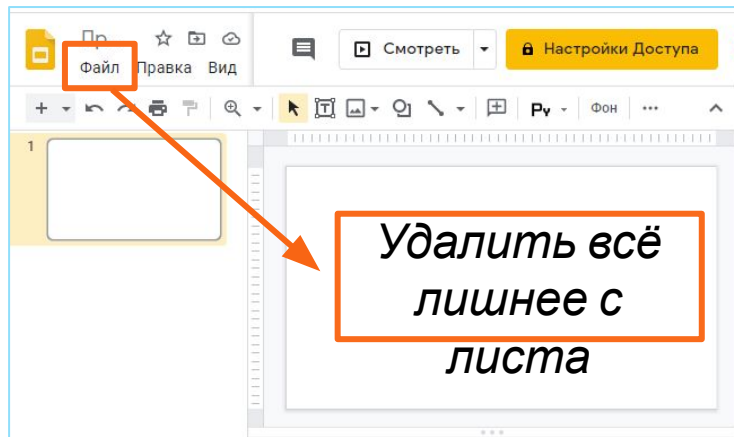 Пр
Файл Правка Вид
Смотреть
Настройки Доступа
Фон
1
Удалить всё
лишнее с
листа